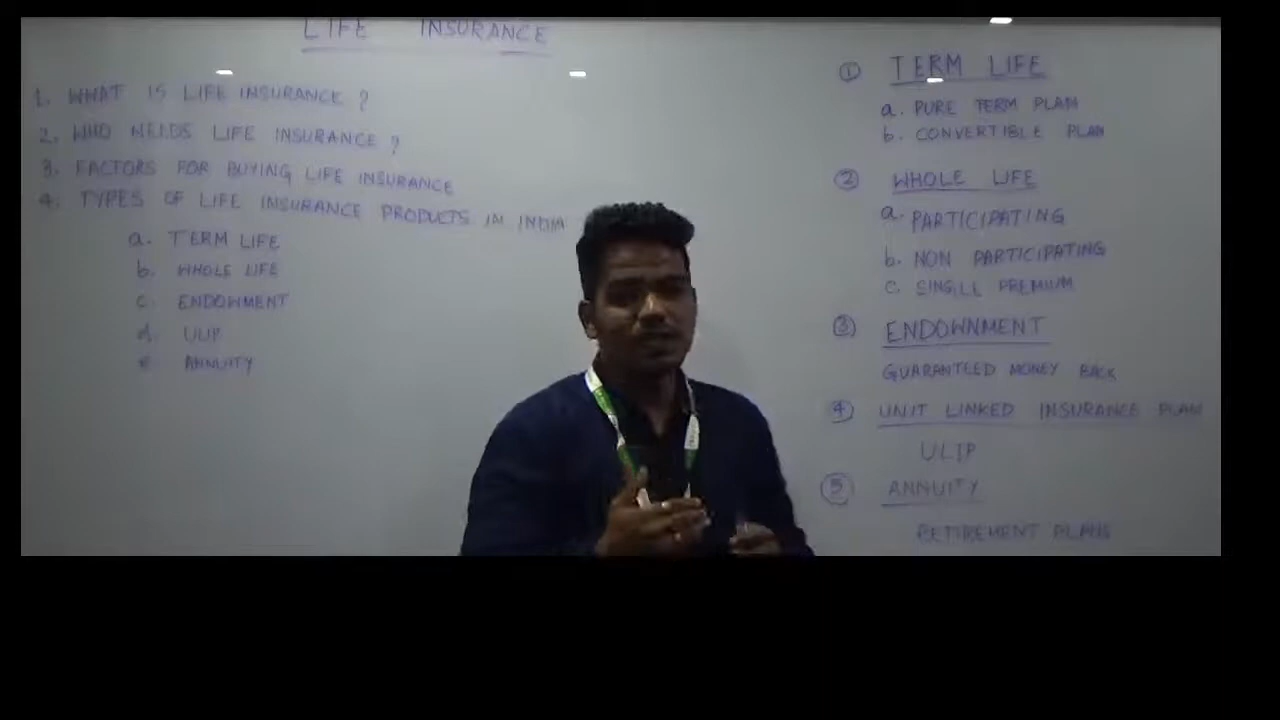 LIFE INSURANCE
1. WHAT IS LIFE INSURANCE ?
2. WHO NEEDS LIFE INSURANCE ?
3. FACTORS FOR BUYING LIFE INSURANCE
4. TYPES OF LIFE INSURANCE PRODUCTS IN INDIA
a. TERM LIFE
b. WHOLE LIFE
c. ENDOWMENT
d. ULIP
e. ANNUITY
① TERM LIFE
a. PURE TERM PLAN
b. CONVERTIBLE PLAN
② WHOLE LIFE
a. PARTICIPATING
b. NON PARTICIPATING
c. SINGLE PREMIUM
③ ENDOWNMENT
GUARANTEED MONEY BACK
④ UNIT LINKED INSURANCE PLAN
ULIP
⑤ ANNUITY
RETIREMENT PLANS